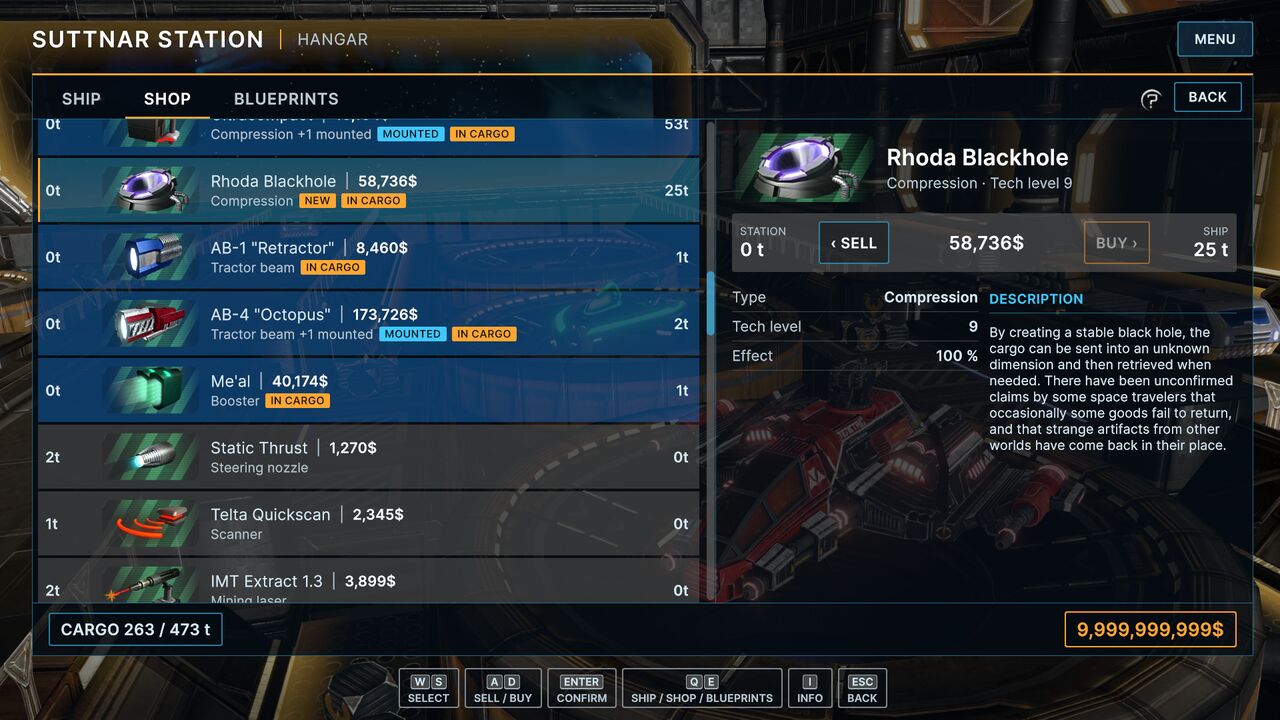 SUTTNAR STATION | HANGAR
MENU
SHIP SHOP BLUEPRINTS
BACK
0t
Compression +1 mounted MOUNTED IN CARGO
53t
0t
Rhoda Blackhole | 58,736$
Compression NEW IN CARGO
25t
0t
AB-1 "Retractor" | 8,460$
Tractor beam IN CARGO
1t
0t
AB-4 "Octopus" | 173,726$
Tractor beam +1 mounted MOUNTED IN CARGO
2t
0t
Me'al | 40,174$
Booster IN CARGO
1t
2t
Static Thrust | 1,270$
Steering nozzle
0t
1t
Telta Quickscan | 2,345$
Scanner
0t
2t
IMT Extract 1.3 | 3,899$
Mining laser
0t
Rhoda Blackhole
Compression · Tech level 9
STATION
0 t
‹ SELL
58,736$
BUY ›
SHIP
25 t
Type Compression
Tech level 9
Effect 100 %
DESCRIPTION
By creating a stable black hole, the
cargo can be sent into an unknown
dimension and then retrieved when
needed. There have been unconfirmed
claims by some space travelers that
occasionally some goods fail to return,
and that strange artifacts from other
worlds have come back in their place.
CARGO 263 / 473 t
9,999,999,999$
W S
SELECT
A D
SELL / BUY
ENTER
CONFIRM
Q E
SHIP / SHOP / BLUEPRINTS
I
INFO
ESC
BACK